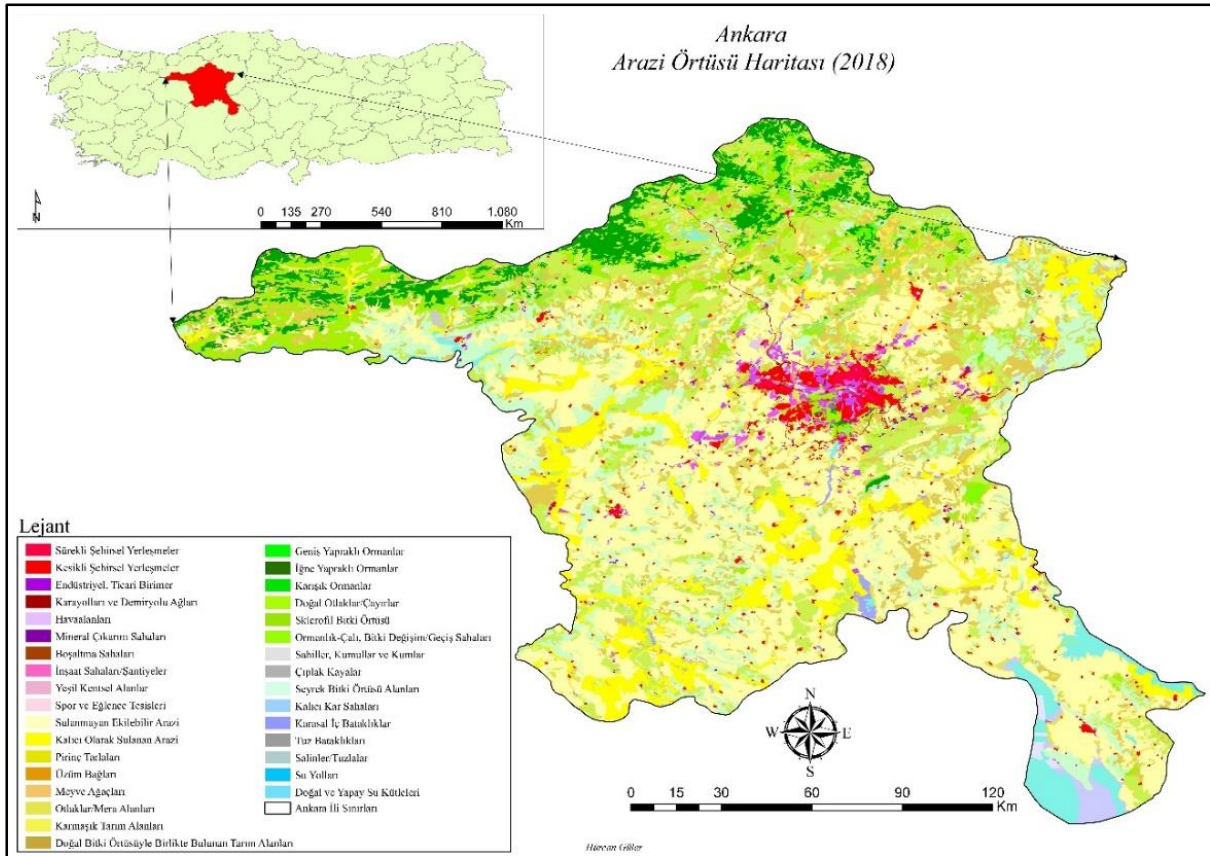 Ankara
Arazi Örtüsü Haritası (2018)
N
0 135 270 540 810 1.080
Km
Lejant
Sürekli Şehirsel Yerleşmeler
Kesikli Şehirsel Yerleşmeler
Endüstriyel, Ticari Birimer
Karayolları ve Demiryolu Ağları
Havaalanları
Mineral Çıkarım Sahaları
Boşaltma Sahaları
İnşaat Sahaları/Şantiyeler
Yeşil Kentsel Alanlar
Spor ve Eğlence Tesisleri
Sulanmayan Ekilebilir Arazi
Kalıcı Olarak Sulanan Arazi
Pirinç Tarlaları
Üzüm Bağları
Meyve Ağaçları
Otlaklar/Mera Alanları
Karmaşık Tarım Alanları
Doğal Bitki Örtüsüyle Birlikte Bulunan Tarım Alanları
Geniş Yapraklı Ormanlar
İğne Yapraklı Ormanlar
Karışık Ormanlar
Doğal Otlaklar/Çayırlar
Sklerofil Bitki Örtüsü
Ormanlık-Çalı, Bitki Değişim/Geçiş Sahaları
Sahiller, Kumullar ve Kumlar
Çıplak Kayalar
Seyrek Bitki Örtüsü Alanları
Kalıcı Kar Sahaları
Karasal İç Bataklıklar
Tuz Bataklıkları
Salinler/Tuzlalar
Su Yolları
Doğal ve Yapay Su Kütleleri
Ankara İli Sınırları
N
W E
S
0 15 30 60 90 120
Km
Hürcan Güler